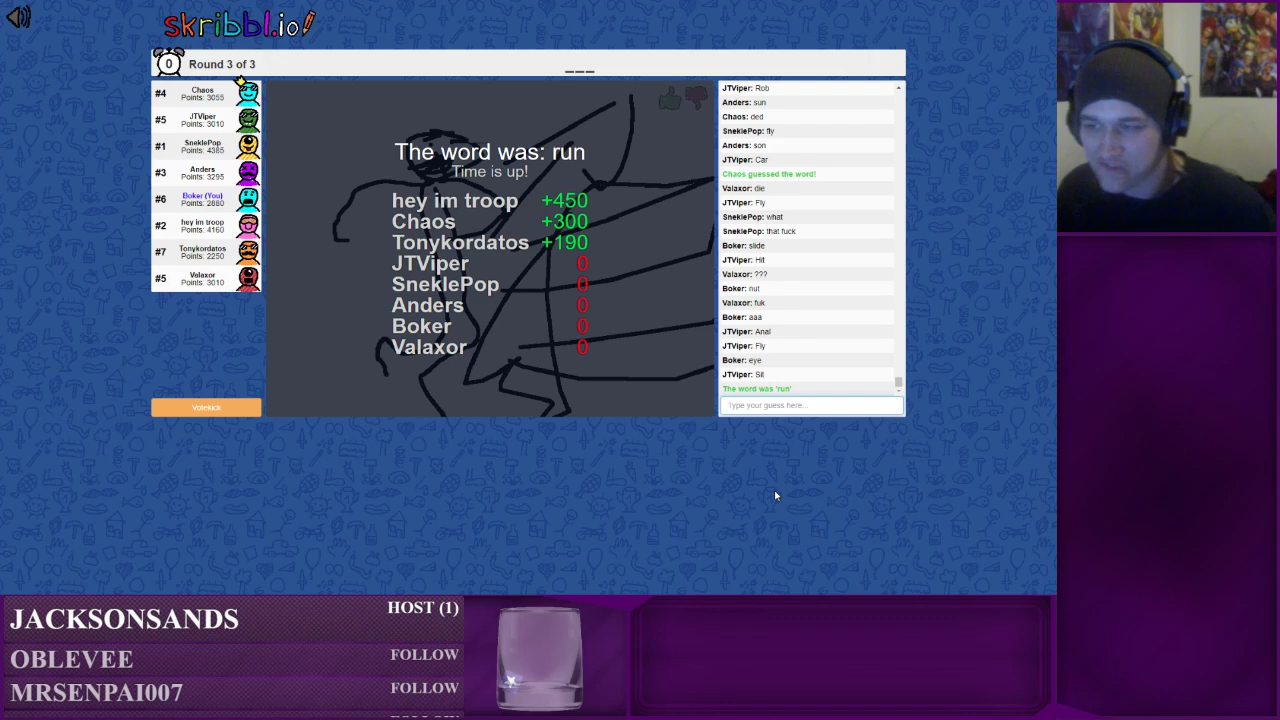 skribbl.io
0
Round 3 of 3
___
#4 Chaos
Points: 3055
#5 JTViper
Points: 3010
#1 SneklePop
Points: 4385
#3 Anders
Points: 3295
#6 Boker (You)
Points: 2880
#2 hey im troop
Points: 4160
#7 Tonykordatos
Points: 2250
#5 Valaxor
Points: 3010
Votekick
The word was: run
Time is up!
hey im troop +450
Chaos +300
Tonykordatos +190
JTViper 0
SneklePop 0
Anders 0
Boker 0
Valaxor 0
JTViper: Rob
Anders: sun
Chaos: ded
SneklePop: fly
Anders: son
JTViper: Car
Chaos guessed the word!
Valaxor: die
JTViper: Fly
SneklePop: what
SneklePop: that fuck
Boker: slide
JTViper: Hit
Valaxor: ???
Boker: nut
Valaxor: fuk
Boker: aaa
JTViper: Anal
JTViper: Fly
Boker: eye
JTViper: Sit
The word was 'run'
Type your guess here...
JACKSONSANDS HOST (1)
OBLEVEE FOLLOW
MRSENPAI007 FOLLOW